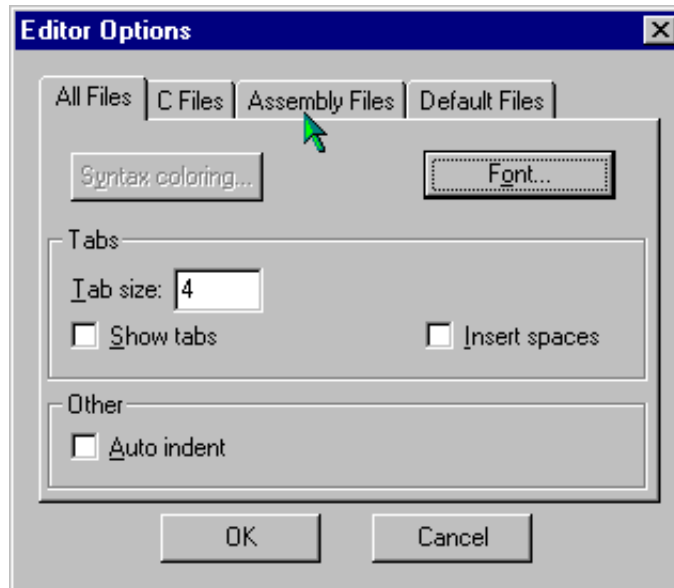 Editor Options
All Files C Files Assembly Files Default Files
Syntax coloring... Font...
Tabs
Tab size: 4
Show tabs Insert spaces
Other
Auto indent
OK Cancel